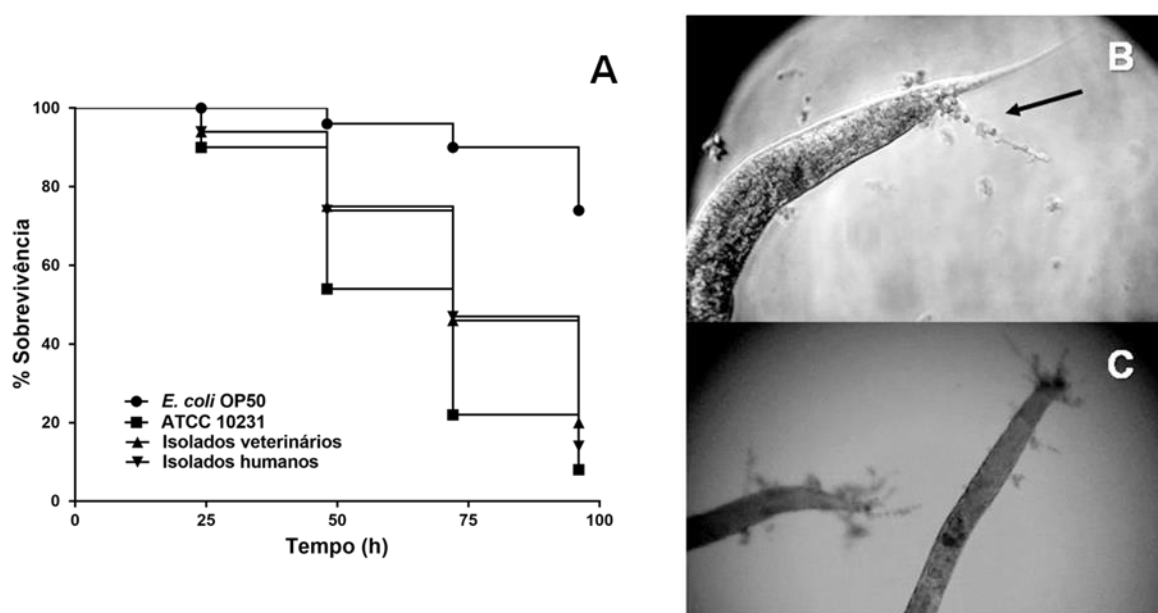 A
100
80
60
40
20
0
% Sobrevivência
E. coli OP50
ATCC 10231
Isolados veterinários
Isolados humanos
0 25 50 75 100
Tempo (h)
B
C